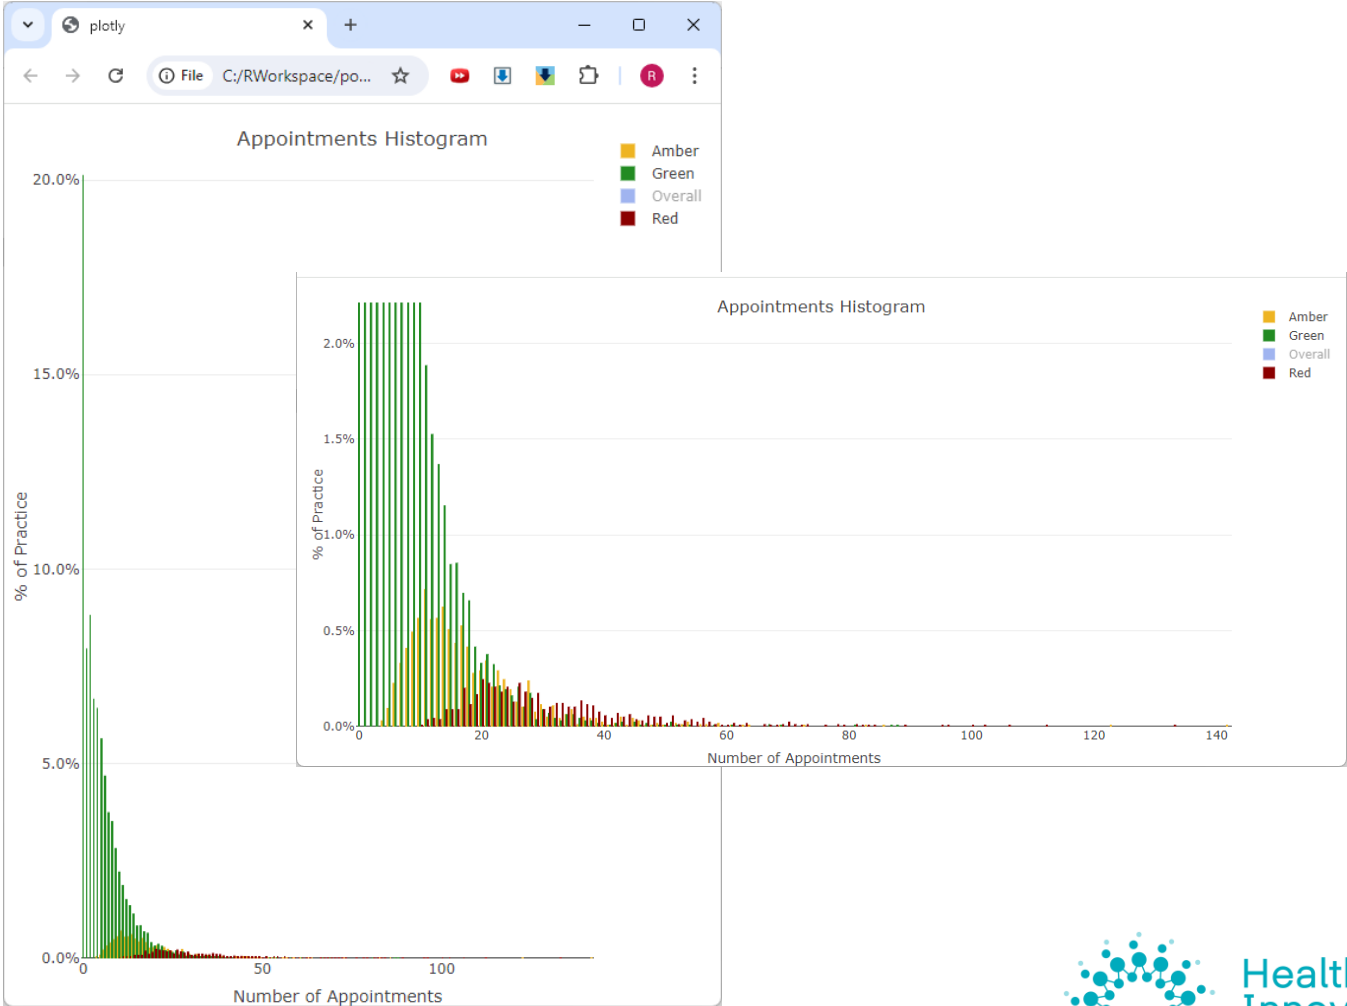 plotly
File C:/RWorkspace/po...
R
Appointments Histogram
Amber
Green
Overall
Red
20.0%
15.0%
10.0%
5.0%
0.0%
% of Practice
0 50 100
Number of Appointments
Appointments Histogram
Amber
Green
Overall
Red
2.0%
1.5%
1.0%
0.5%
0.0%
% of Practice
0 20 40 60 80 100 120 140
Number of Appointments
Health